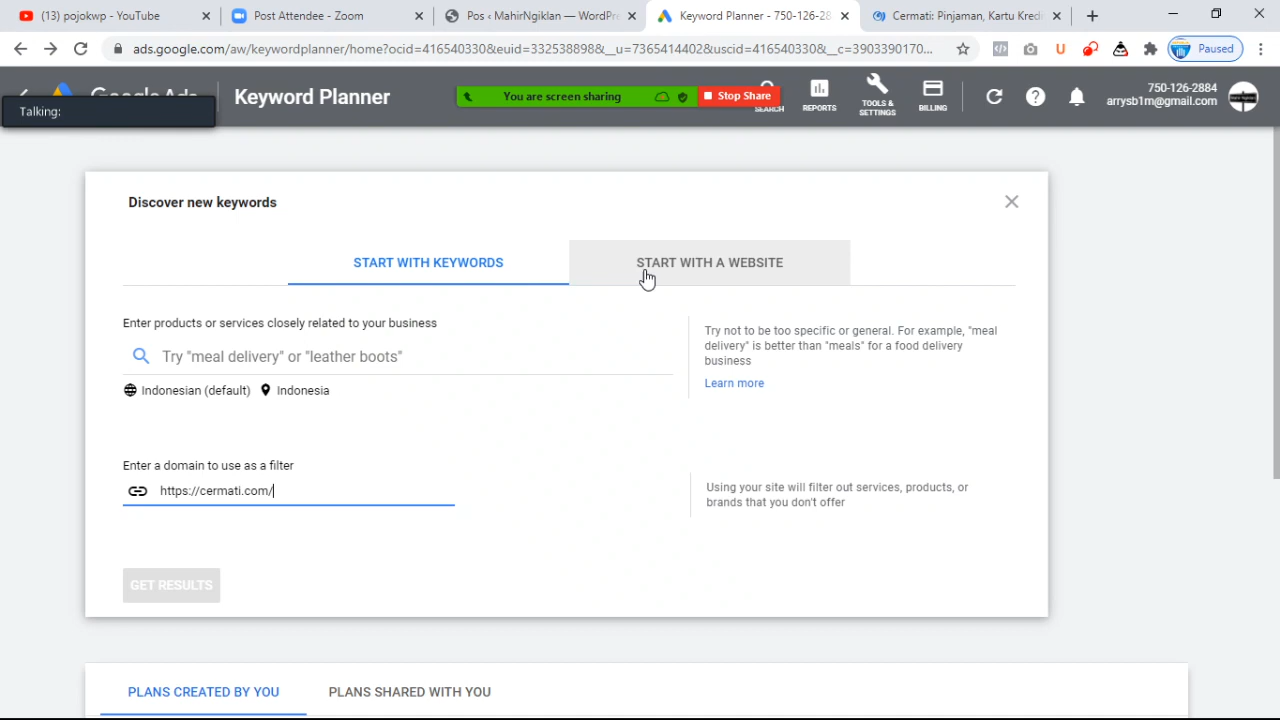 (13) pojokwp - YouTube
Post Attendee - Zoom
Pos ‹ MahirNgiklan — WordPre
Keyword Planner - 750-126-28
Cermati: Pinjaman, Kartu Kredi
ads.google.com/aw/keywordplanner/home?ocid=416540330&euid=332538898&__u=7365414402&uscid=416540330&__c=3903390170...
Paused
Google Ads
Keyword Planner
You are screen sharing
Stop Share
SEARCH
REPORTS
TOOLS &
SETTINGS
BILLING
750-126-2884
arrysb1m@gmail.com
Talking:
Discover new keywords
START WITH KEYWORDS
START WITH A WEBSITE
Enter products or services closely related to your business
Try "meal delivery" or "leather boots"
Indonesian (default)
Indonesia
Try not to be too specific or general. For example, "meal
delivery" is better than "meals" for a food delivery
business
Learn more
Enter a domain to use as a filter
https://cermati.com/
Using your site will filter out services, products, or
brands that you don't offer
GET RESULTS
PLANS CREATED BY YOU
PLANS SHARED WITH YOU